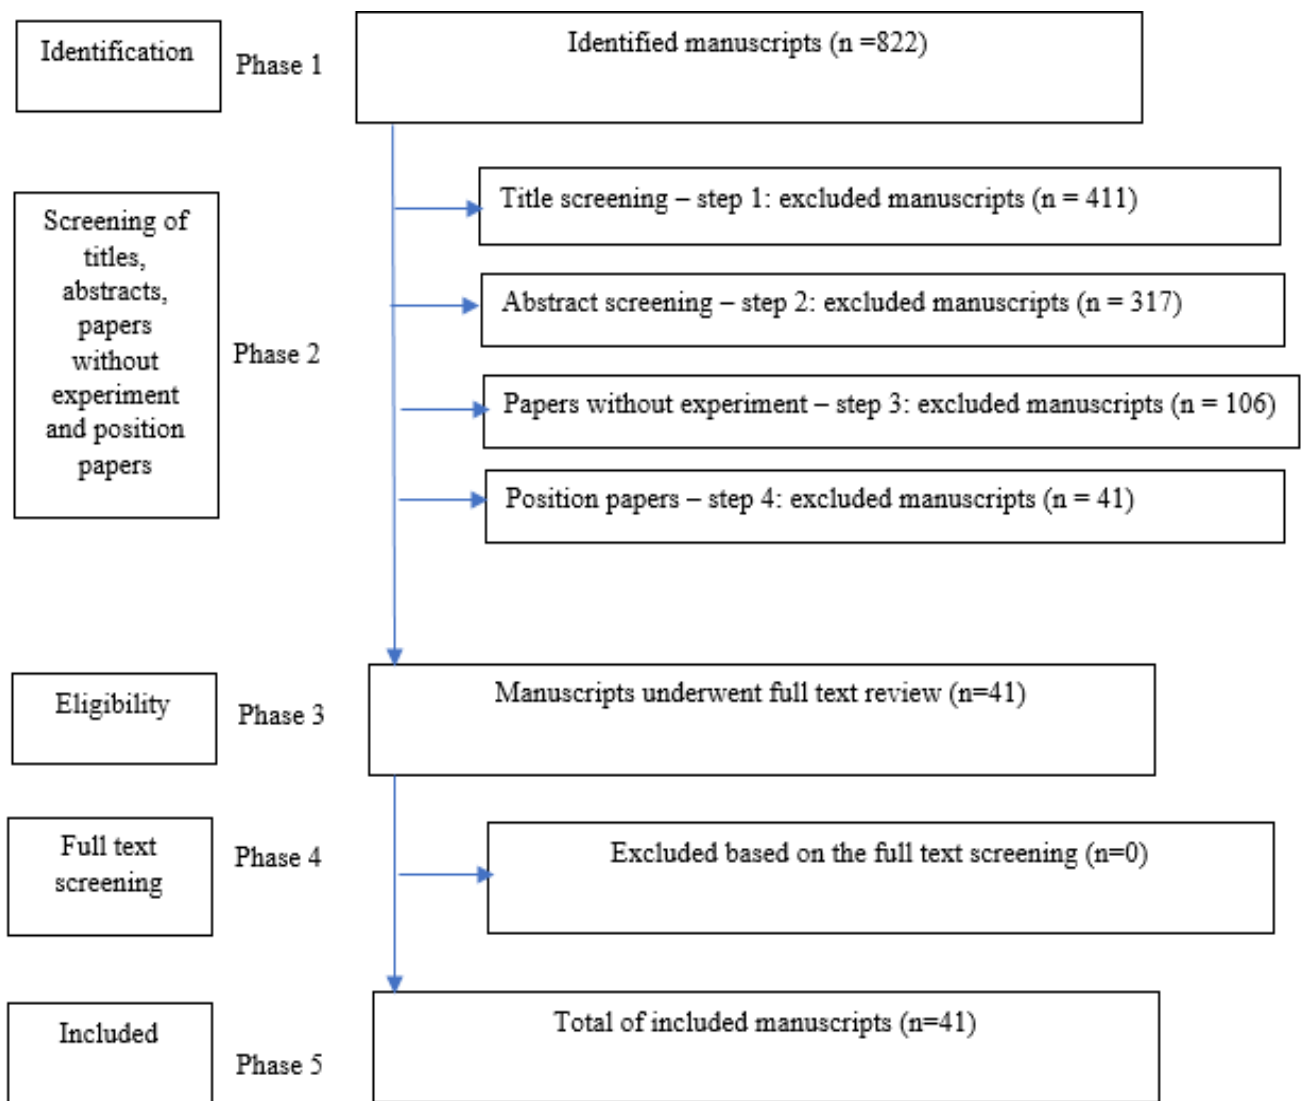 Identification
Phase 1
Identified manuscripts (n =822)
Screening of
titles,
abstracts,
papers
without
experiment
and position
papers
Phase 2
Title screening – step 1: excluded manuscripts (n = 411)
Abstract screening – step 2: excluded manuscripts (n = 317)
Papers without experiment – step 3: excluded manuscripts (n = 106)
Position papers – step 4: excluded manuscripts (n = 41)
Eligibility
Phase 3
Manuscripts underwent full text review (n=41)
Full text
screening
Phase 4
Excluded based on the full text screening (n=0)
Included
Phase 5
Total of included manuscripts (n=41)